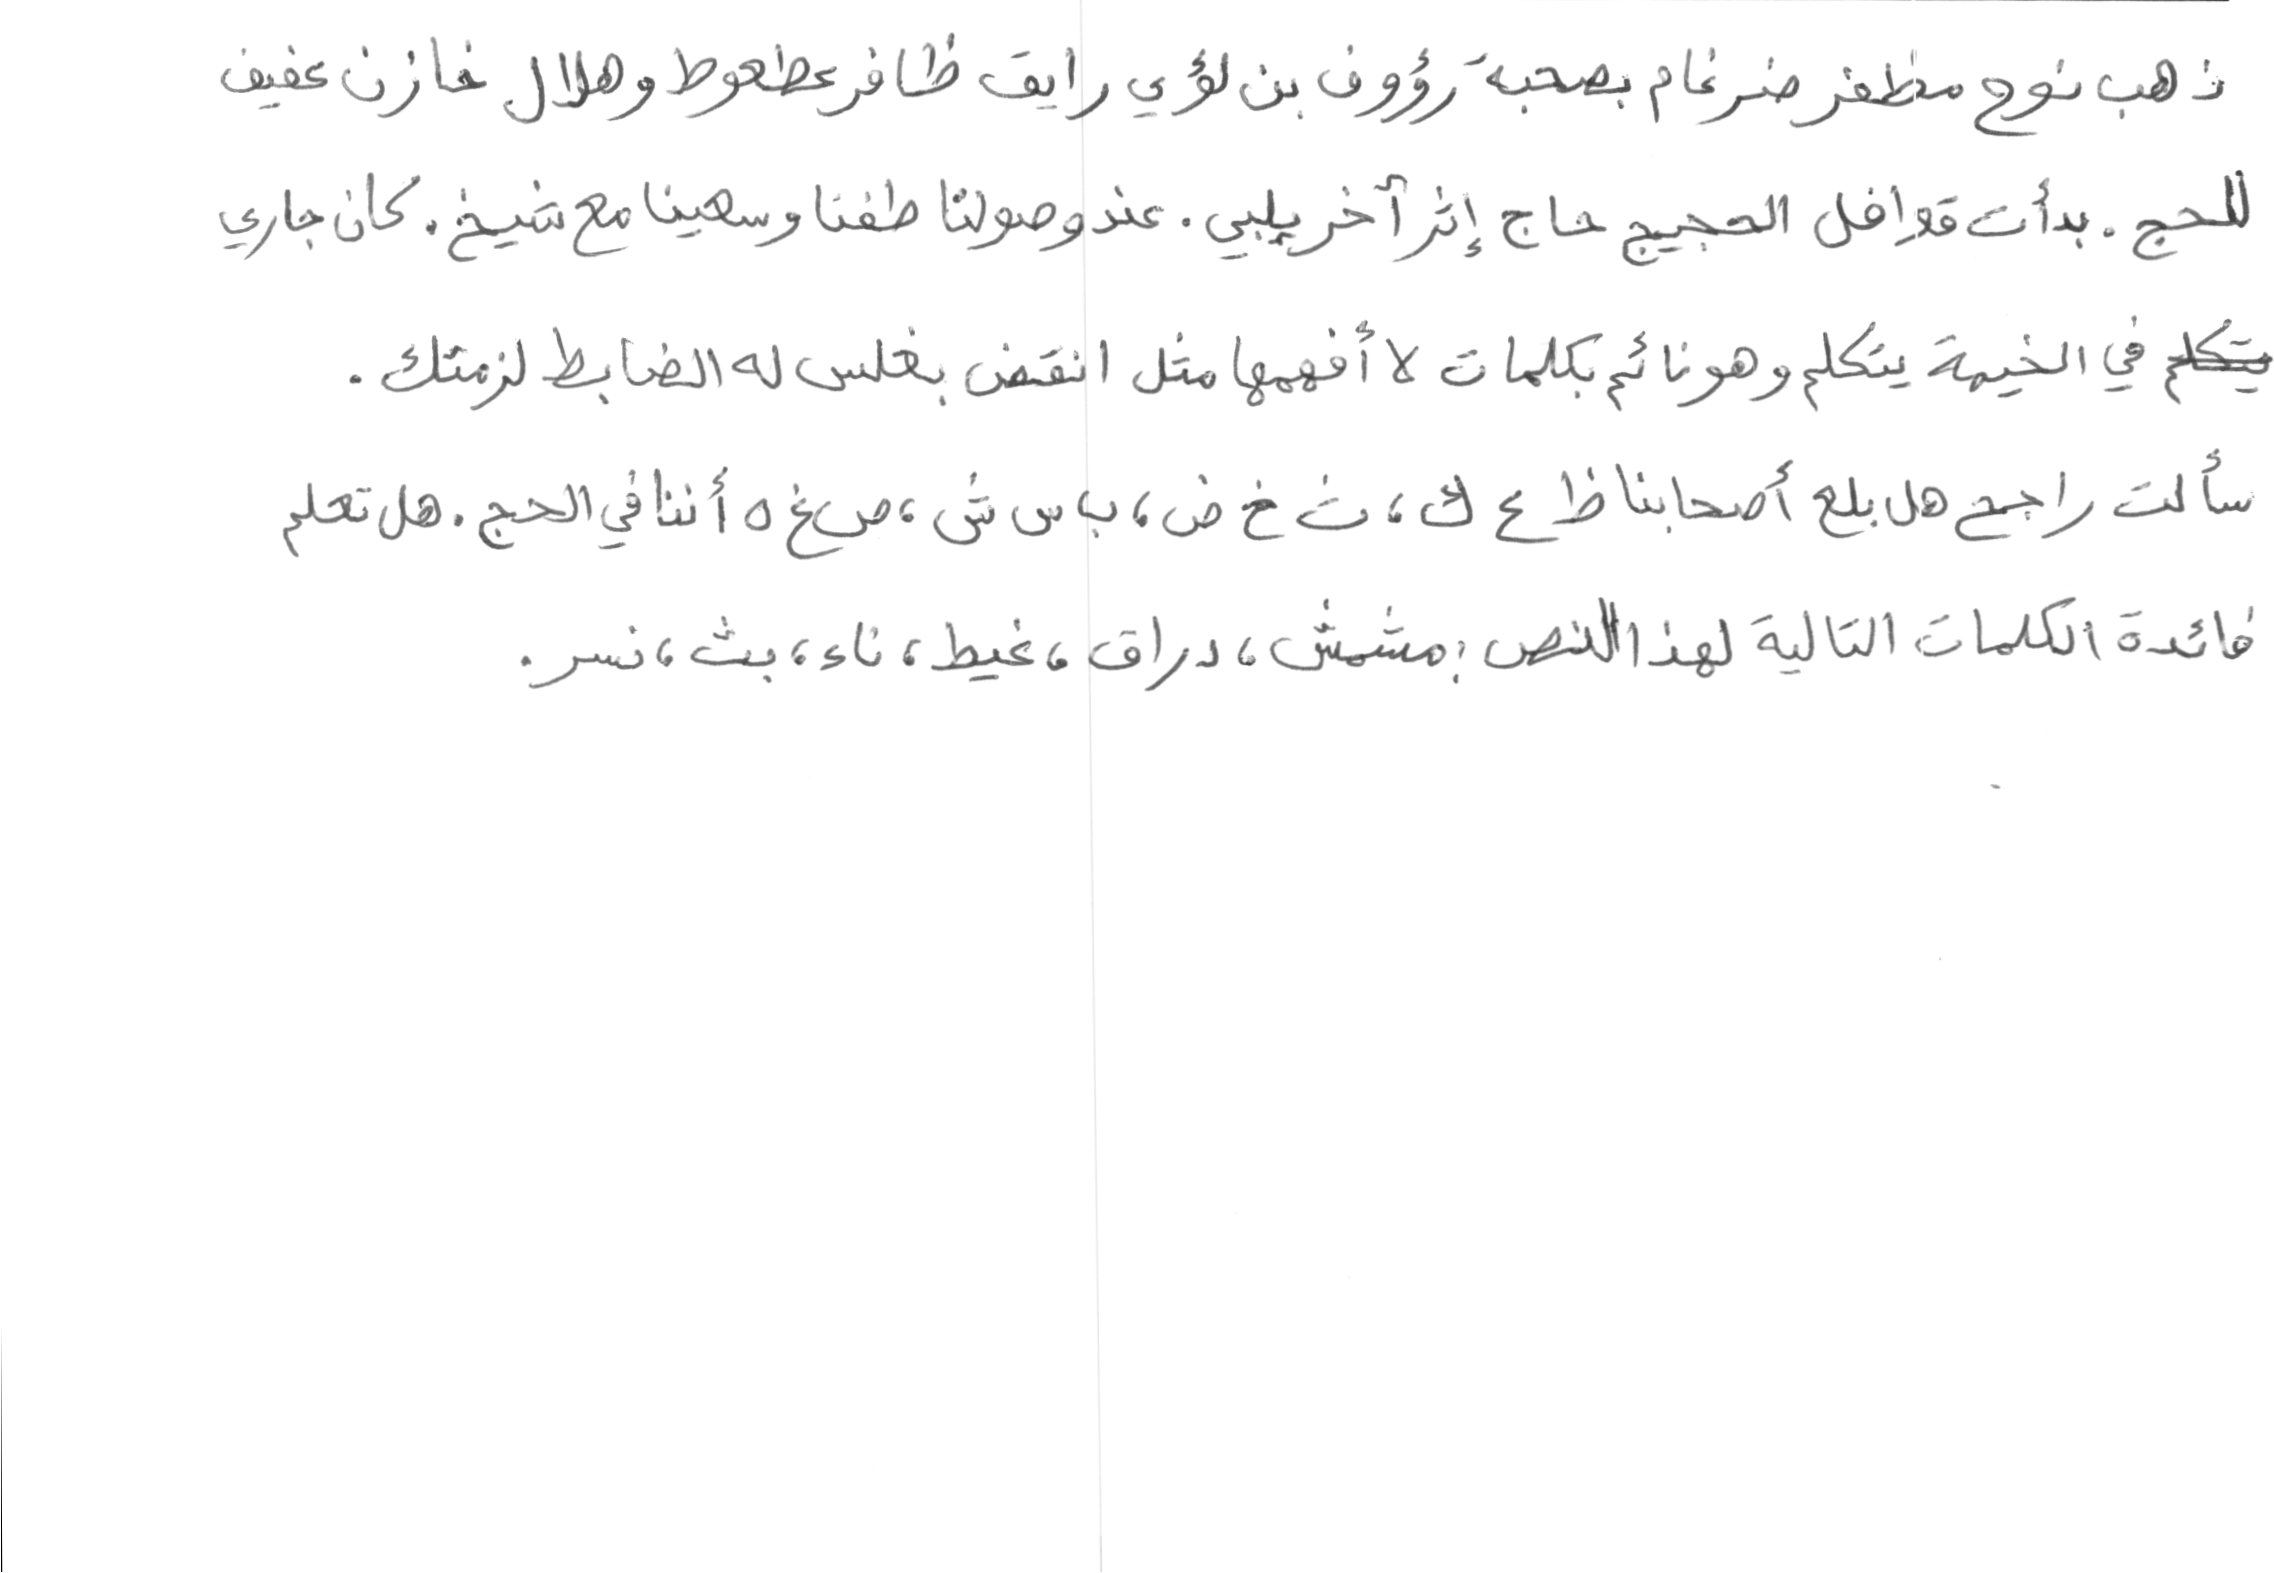 ذهب نوح مظفر ضرغام بصحبة رؤوف بن لؤي رايق ظافر عطعوط وهلال خازن عفيف
للحج. بدأت قوافل الحجيج حاج إثر آخر يلبي. عند وصولنا طفنا وسعينا مع شيخ. كان جاري
يتكلم في الخيمة يتكلم وهو نائم بكلمات لا أفهمها مثل انقض بغلس له الضابط لزمتك.
سألت راجح هل بلع أصحابنا ظ ع ك، ث خ ض، ب س ش، ص غ ه أننا في الحج. هل تعلم
فائدة الكلمات التالية لهذا النص: مشمش، دراق، غيط، ناء، بث، نسر.